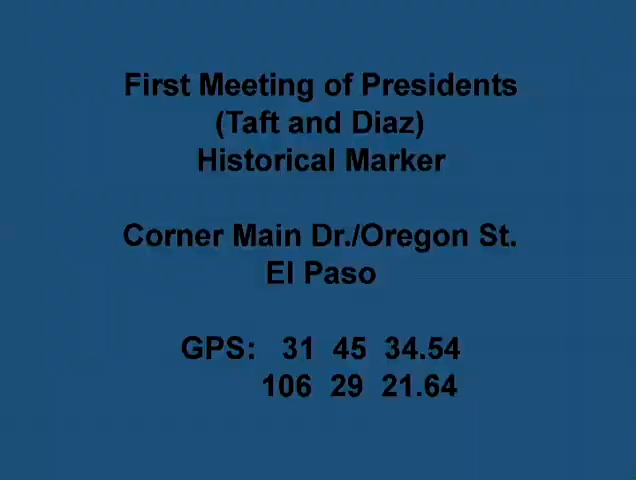 First Meeting of Presidents
(Taft and Diaz)
Historical Marker
Corner Main Dr./Oregon St.
El Paso
GPS: 31 45 34.54
106 29 21.64